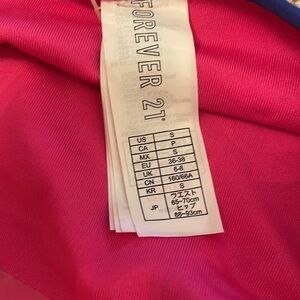 FOREVER 21
US S
CA P
MX S
EU 36-38
UK 6-8
CN 160/66A
KR S
JP ウエスト
65-70cm
ヒップ
88-93cm